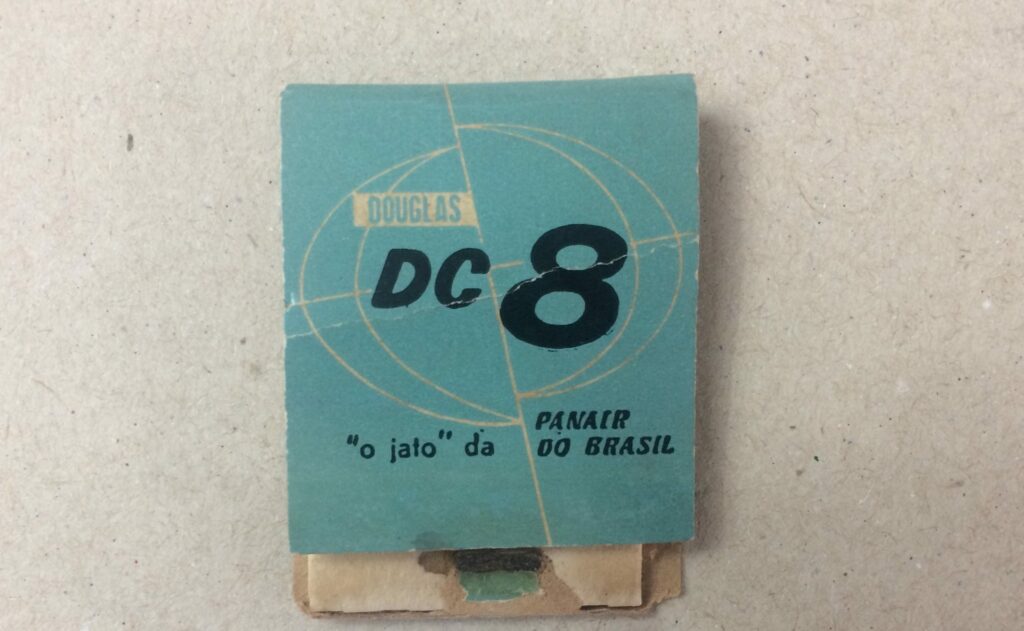 DOUGLAS
DC 8
"o jato" da
PANAIR
DO BRASIL